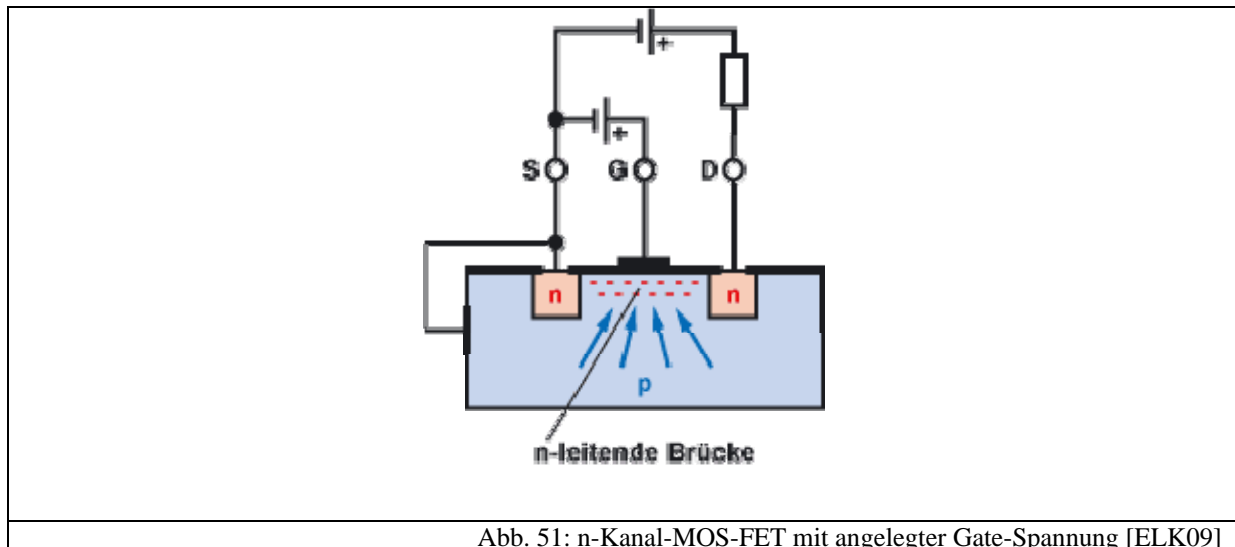 +
+
S G D
n n
p
n-leitende Brücke
Abb. 51: n-Kanal-MOS-FET mit angelegter Gate-Spannung [ELK09]